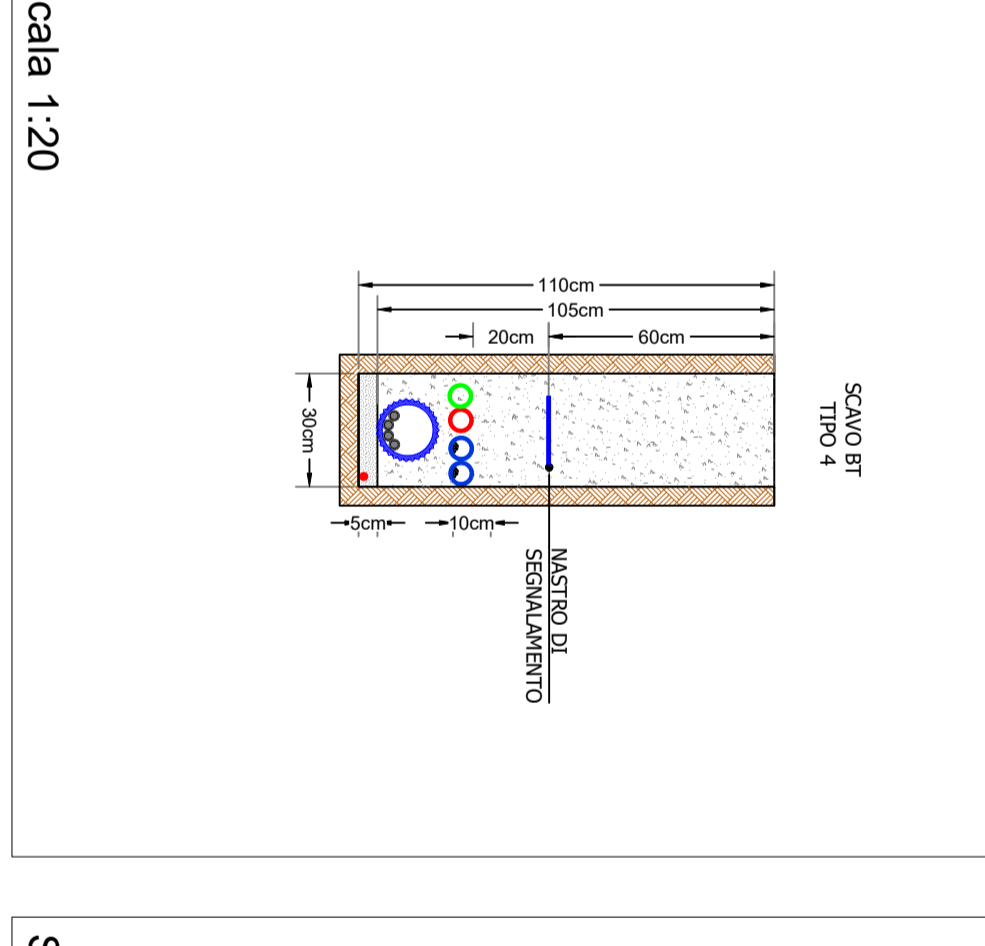 cala 1:20
SCAVO BT
TIPO 4
110cm
105cm
20cm
60cm
30cm
5cm
10cm
NASTRO DI
SEGNALAMENTO